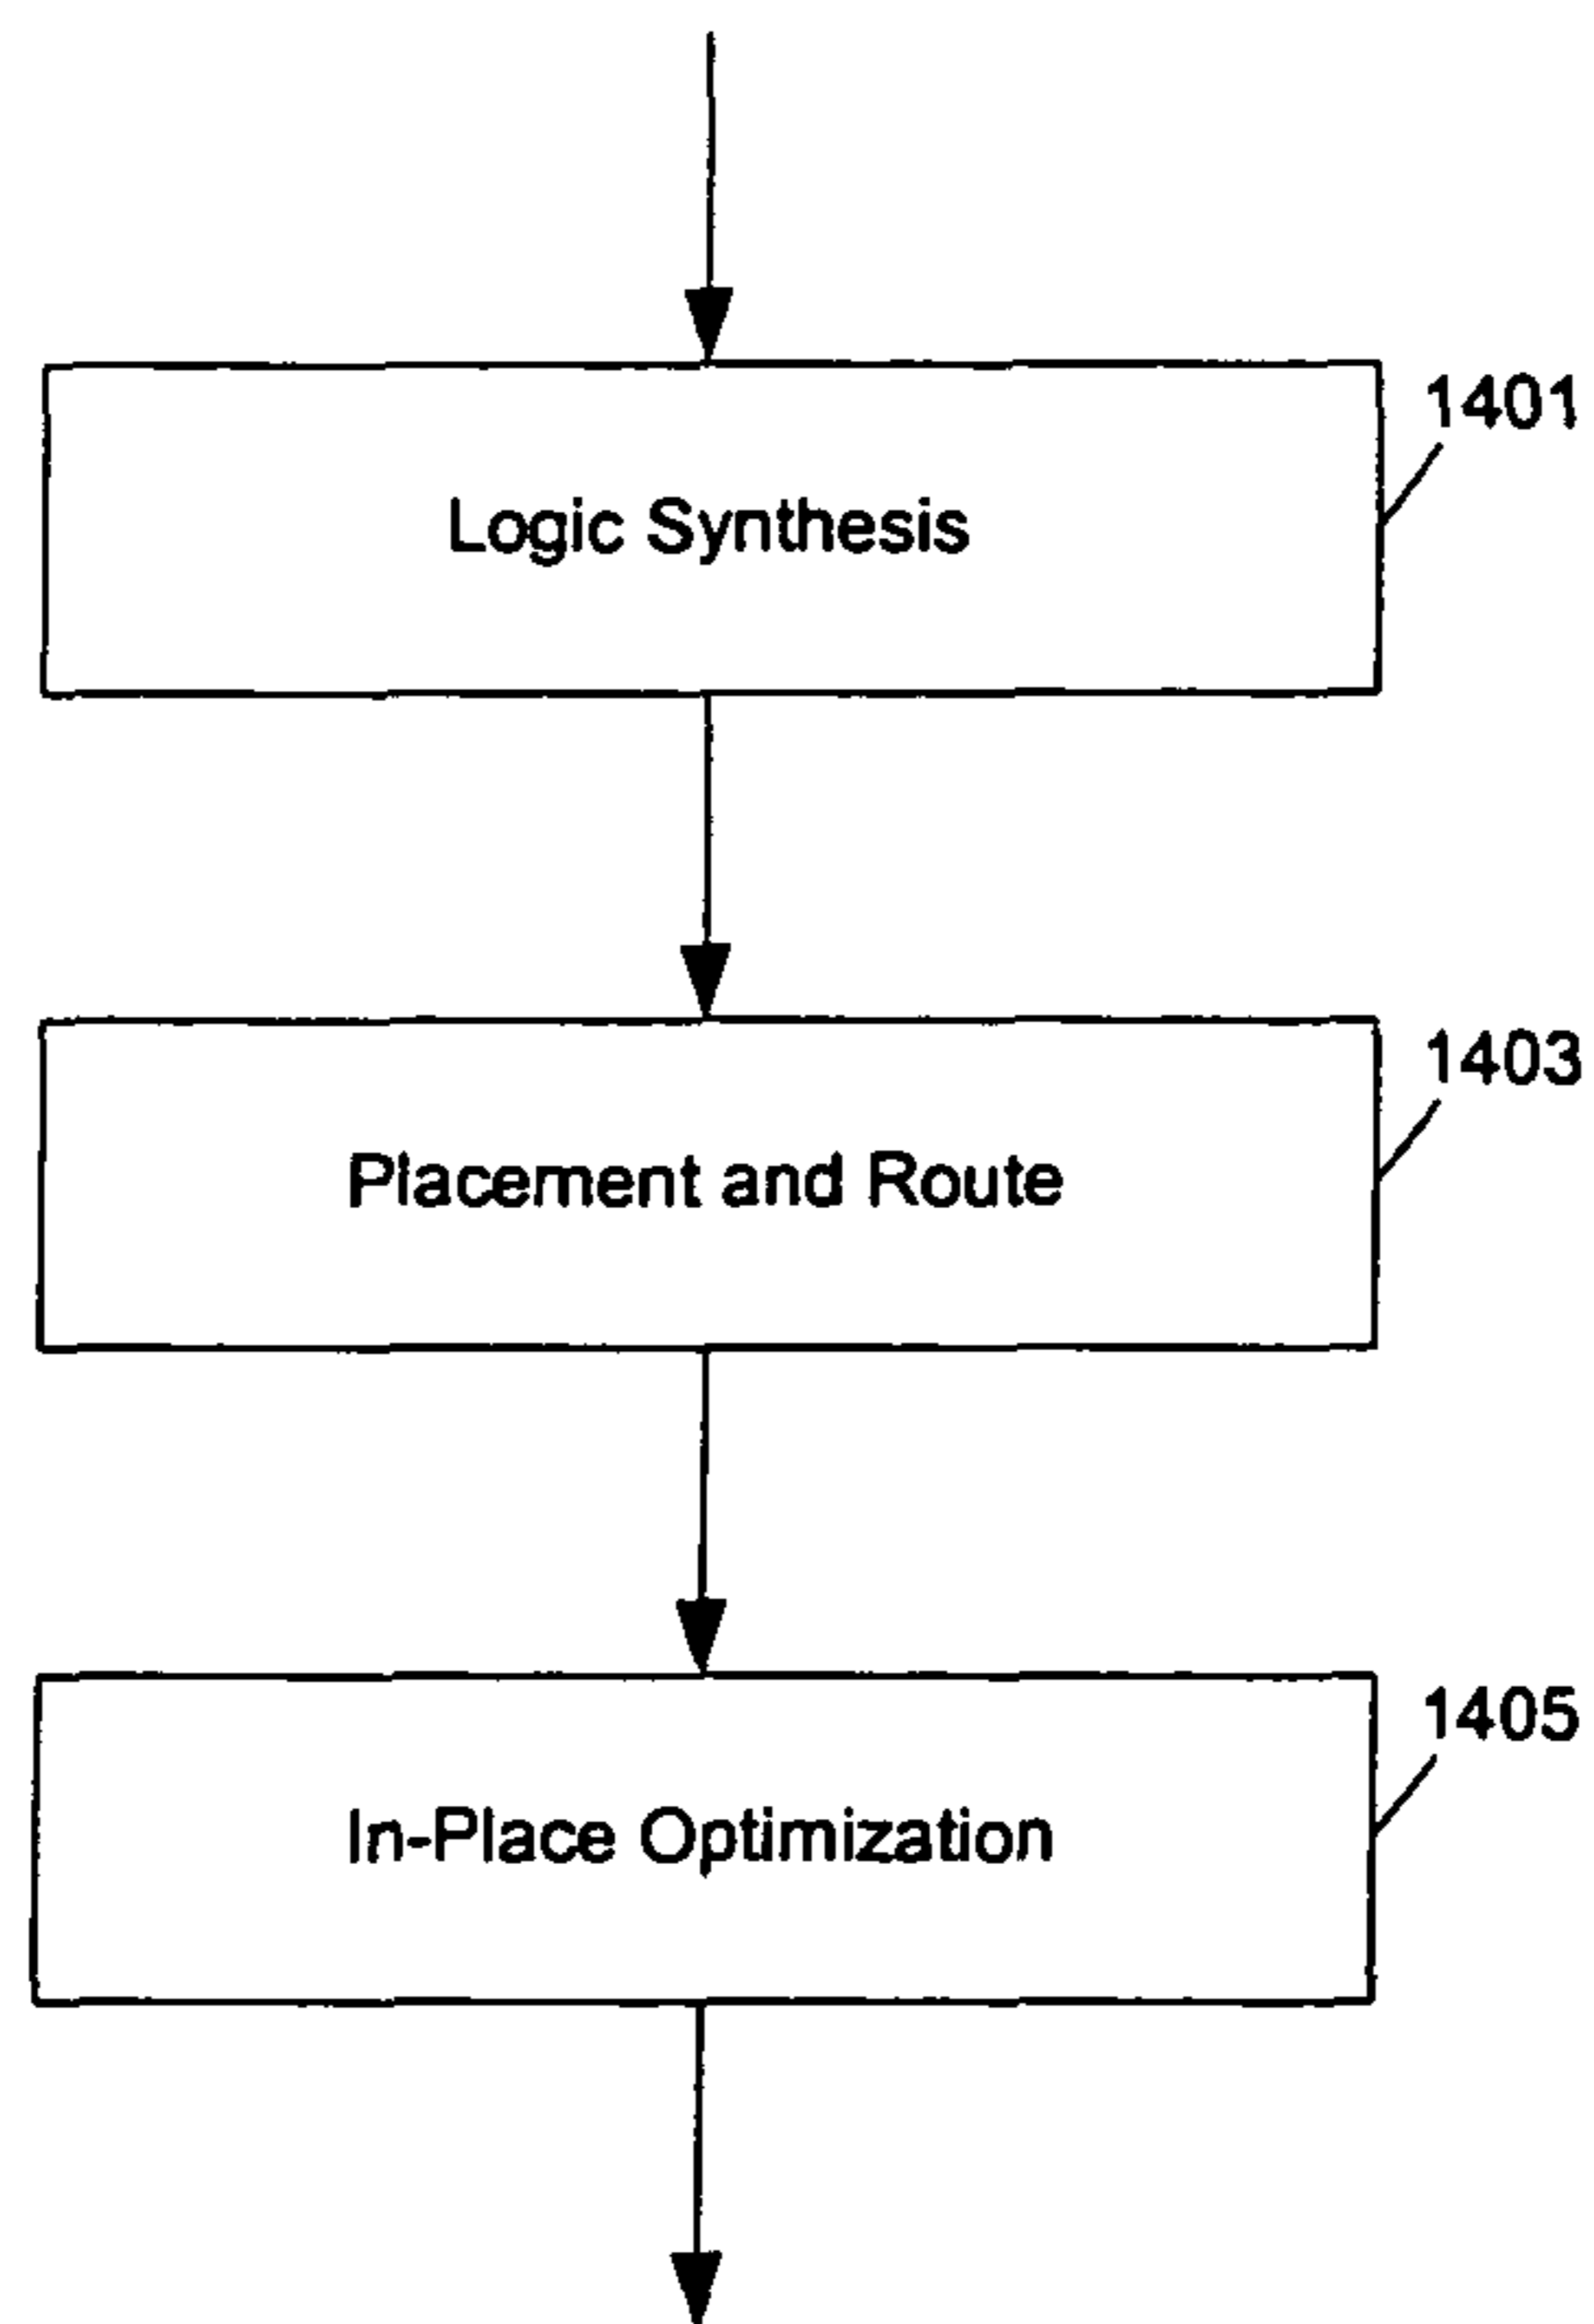 1401
Logic Synthesis
1403
Placement and Route
1405
In-Place Optimization